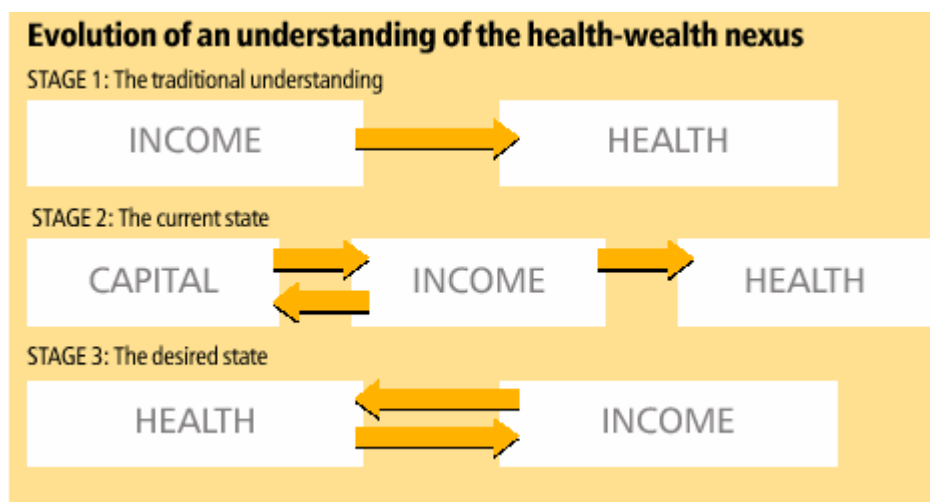 Evolution of an understanding of the health-wealth nexus
STAGE 1: The traditional understanding
INCOME HEALTH
STAGE 2: The current state
CAPITAL INCOME HEALTH
STAGE 3: The desired state
HEALTH INCOME